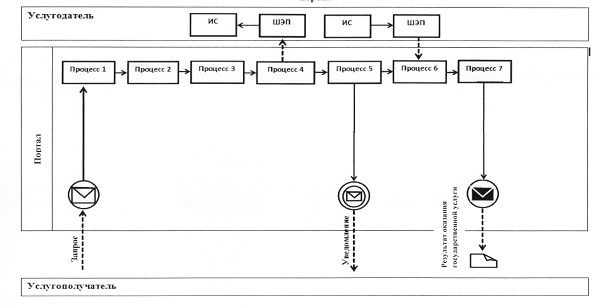 Услугодатель
ИС
ШЭП
ИС
ШЭП
Процесс 1
Процесс 2
Процесс 3
Процесс 4
Процесс 5
Процесс 6
Процесс 7
Портал
Запрос
Уведомление
Результат оказания
государственной услуги
Услугополучатель